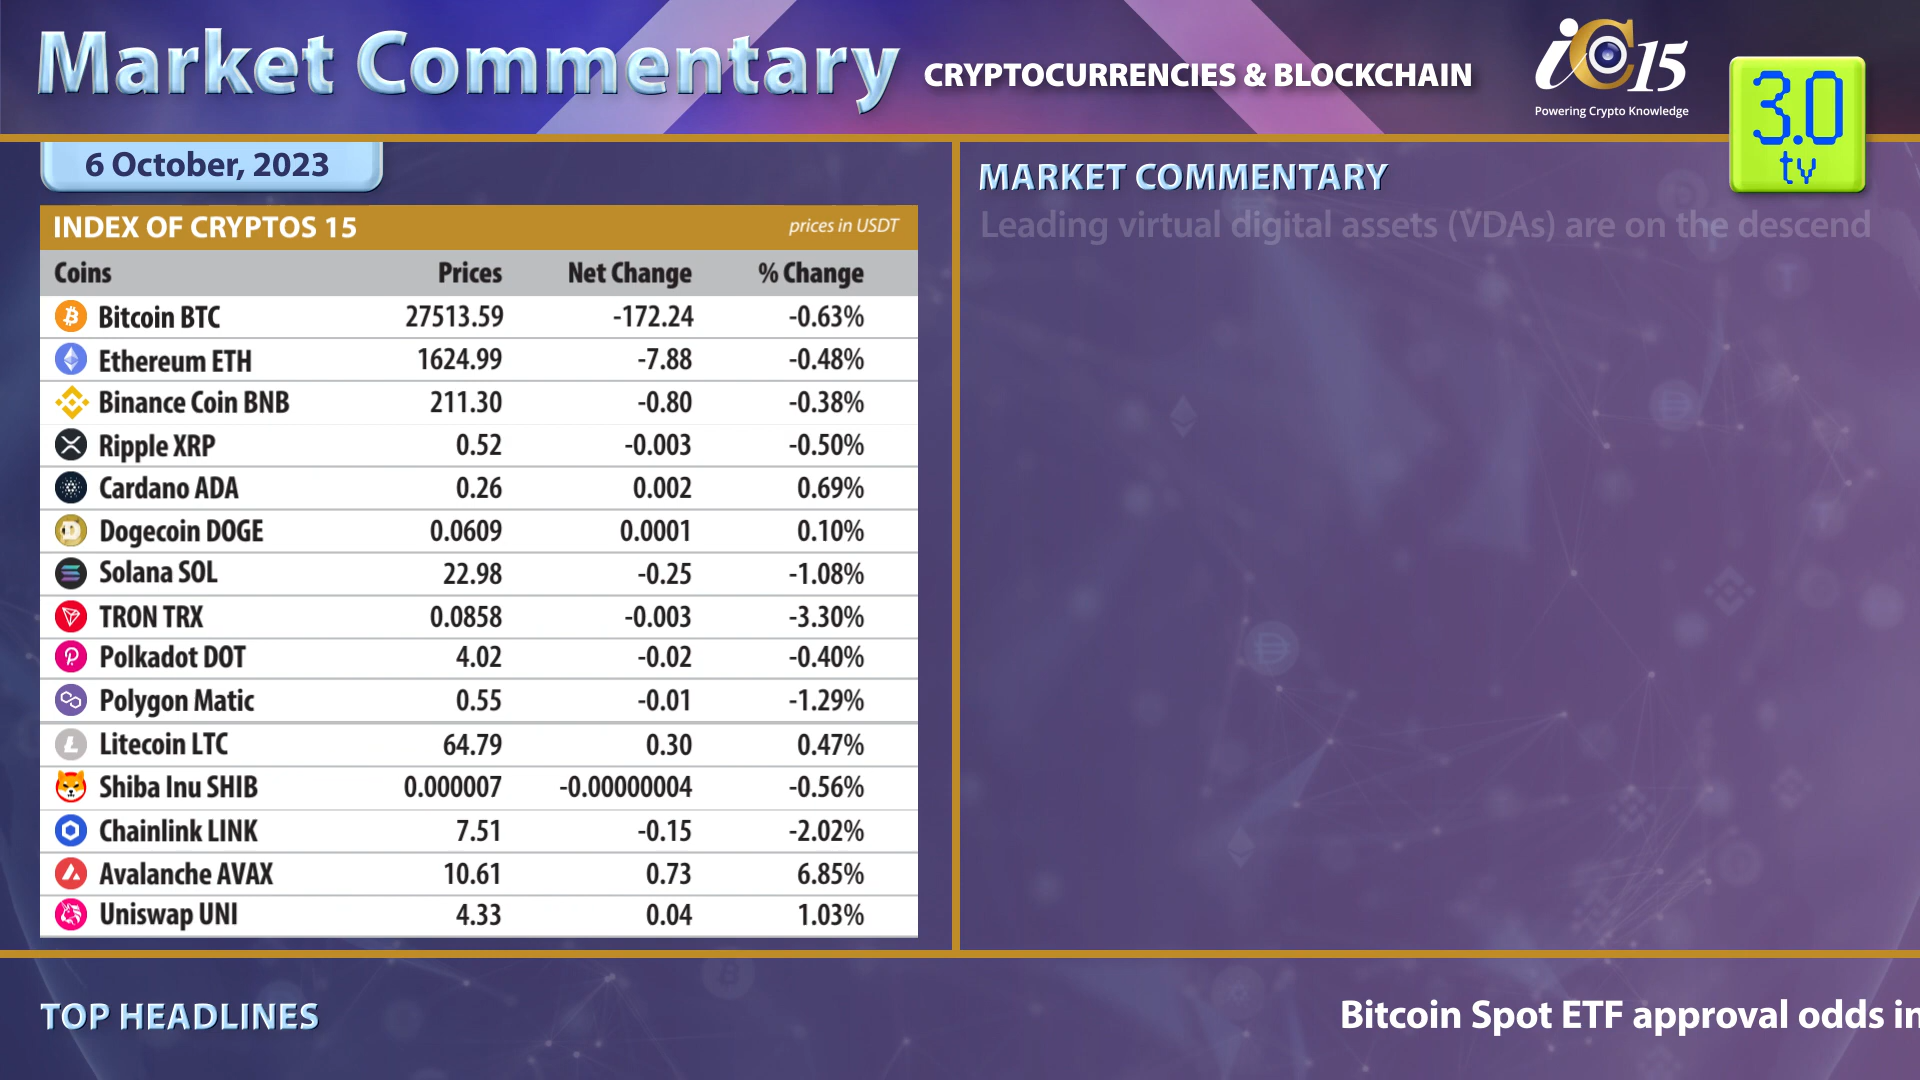 Market Commentary
CRYPTOCURRENCIES & BLOCKCHAIN
iC15
Powering Crypto Knowledge
3.0
tv
6 October, 2023
INDEX OF CRYPTOS 15 prices in USDT
Coins Prices Net Change % Change
Bitcoin BTC 27513.59 -172.24 -0.63%
Ethereum ETH 1624.99 -7.88 -0.48%
Binance Coin BNB 211.30 -0.80 -0.38%
Ripple XRP 0.52 -0.003 -0.50%
Cardano ADA 0.26 0.002 0.69%
Dogecoin DOGE 0.0609 0.0001 0.10%
Solana SOL 22.98 -0.25 -1.08%
TRON TRX 0.0858 -0.003 -3.30%
Polkadot DOT 4.02 -0.02 -0.40%
Polygon Matic 0.55 -0.01 -1.29%
Litecoin LTC 64.79 0.30 0.47%
Shiba Inu SHIB 0.000007 -0.00000004 -0.56%
Chainlink LINK 7.51 -0.15 -2.02%
Avalanche AVAX 10.61 0.73 6.85%
Uniswap UNI 4.33 0.04 1.03%
MARKET COMMENTARY
Leading virtual digital assets (VDAs) are on the descend
TOP HEADLINES
Bitcoin Spot ETF approval odds in